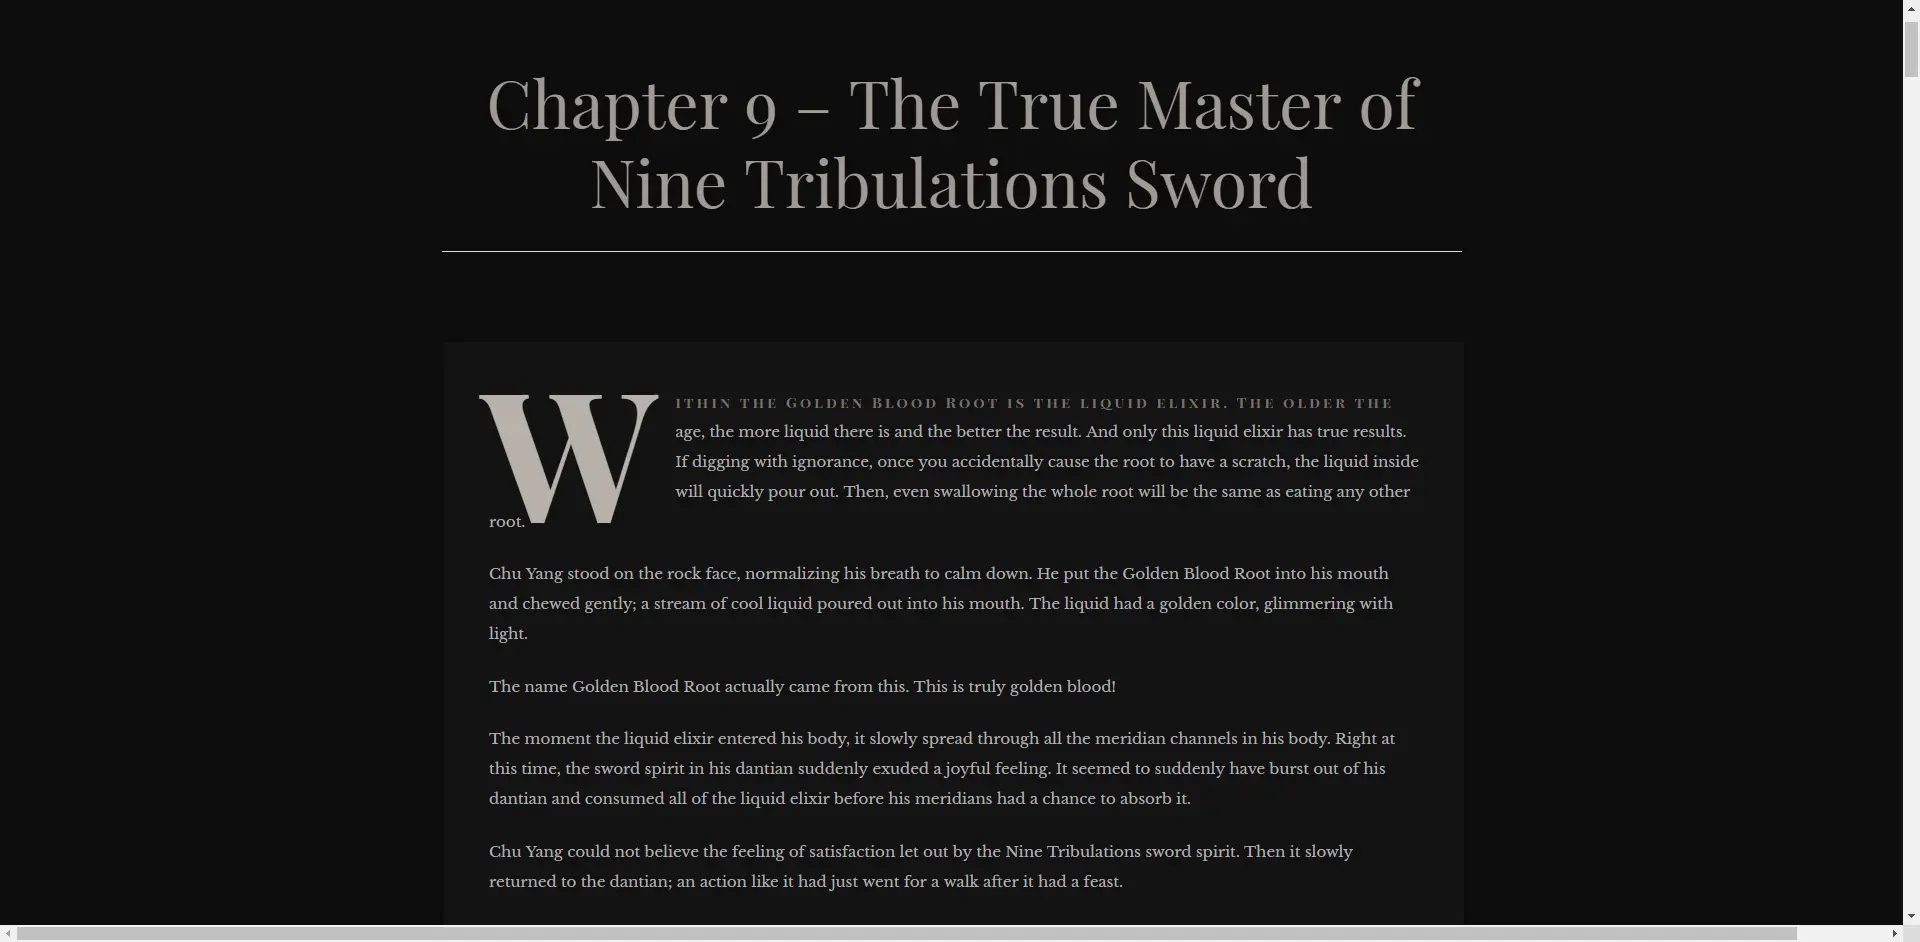 Chapter 9 – The True Master of
Nine Tribulations Sword
Within the Golden Blood Root is the liquid elixir. The older the
age, the more liquid there is and the better the result. And only this liquid elixir has true results.
If digging with ignorance, once you accidentally cause the root to have a scratch, the liquid inside
will quickly pour out. Then, even swallowing the whole root will be the same as eating any other
root.
Chu Yang stood on the rock face, normalizing his breath to calm down. He put the Golden Blood Root into his mouth
and chewed gently; a stream of cool liquid poured out into his mouth. The liquid had a golden color, glimmering with
light.
The name Golden Blood Root actually came from this. This is truly golden blood!
The moment the liquid elixir entered his body, it slowly spread through all the meridian channels in his body. Right at
this time, the sword spirit in his dantian suddenly exuded a joyful feeling. It seemed to suddenly have burst out of his
dantian and consumed all of the liquid elixir before his meridians had a chance to absorb it.
Chu Yang could not believe the feeling of satisfaction let out by the Nine Tribulations sword spirit. Then it slowly
returned to the dantian; an action like it had just went for a walk after it had a feast.